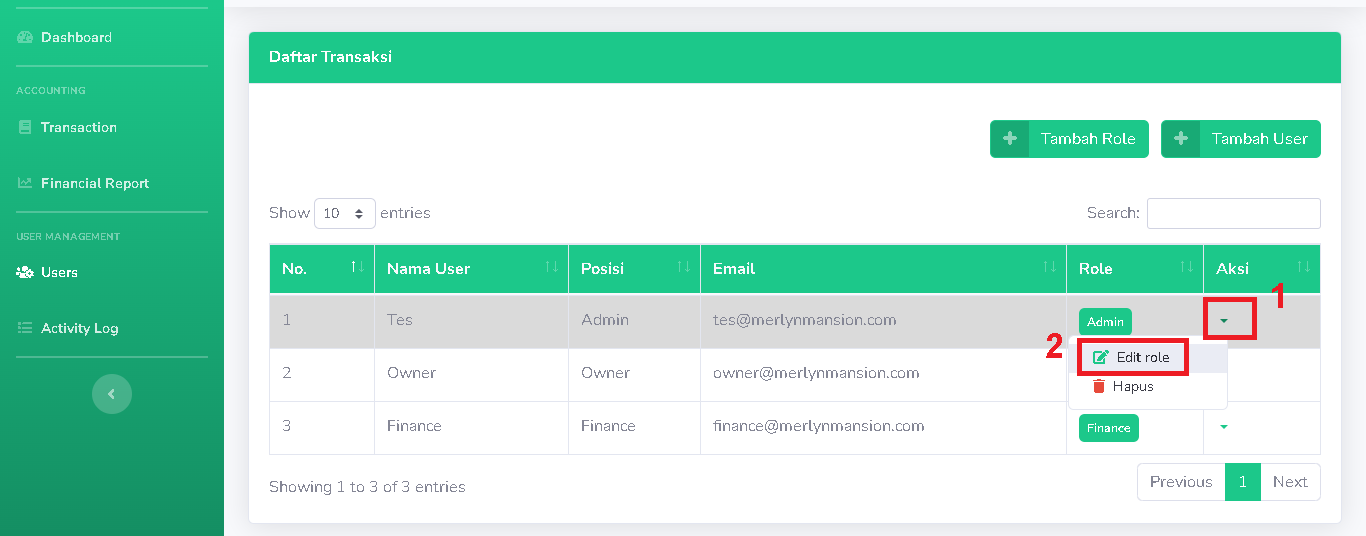 Dashboard
ACCOUNTING
Transaction
Financial Report
USER MANAGEMENT
Users
Activity Log
Daftar Transaksi
Tambah Role
Tambah User
Show 10 entries
Search:
No. Nama User Posisi Email Role Aksi
1
1 Tes Admin tes@merlynmansion.com Admin
2
Edit role
Hapus
2 Owner Owner owner@merlynmansion.com
3 Finance Finance finance@merlynmansion.com Finance
Showing 1 to 3 of 3 entries
Previous 1 Next